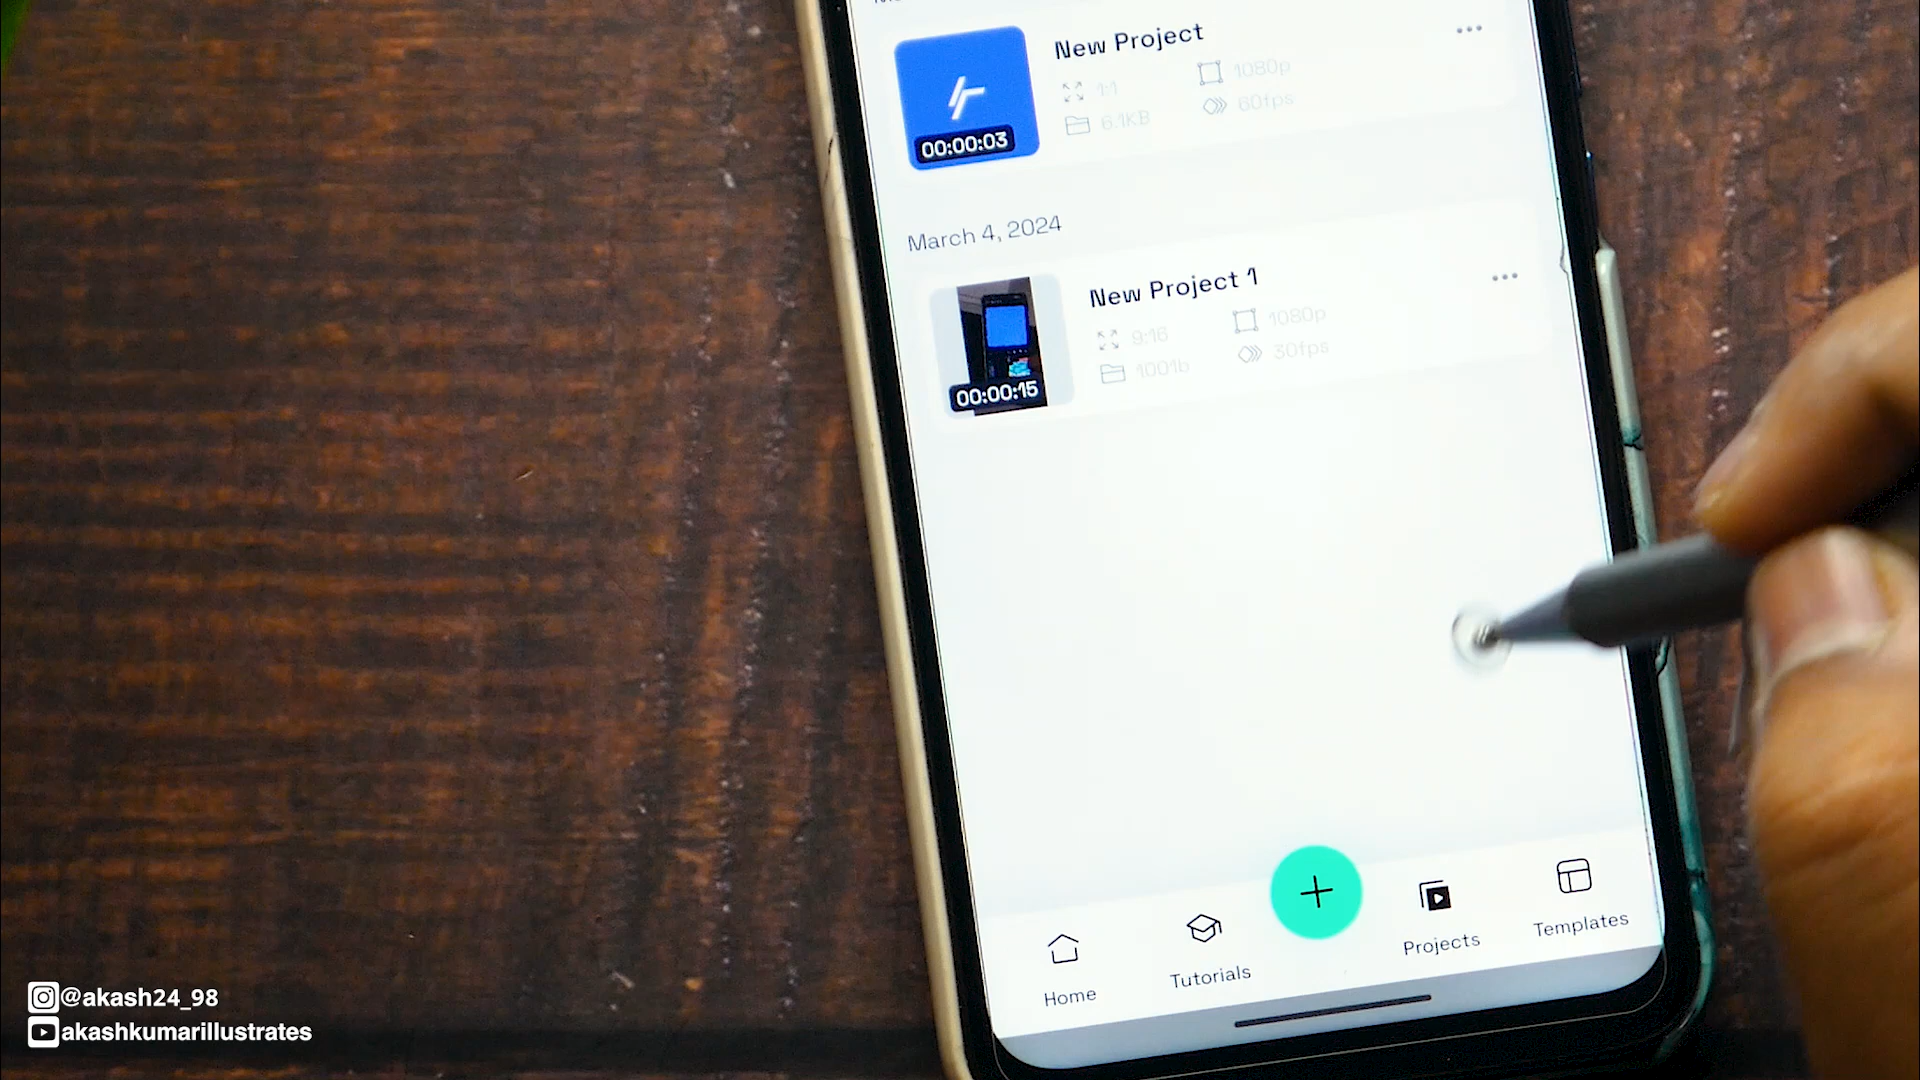 New Project
1:1
1080p
6.1KB
60fps
00:00:03
March 4, 2024
New Project 1
9:16
1080p
1001b
30fps
00:00:15
Home
Tutorials
Projects
Templates
@akash24_98
akashkumarillustrates